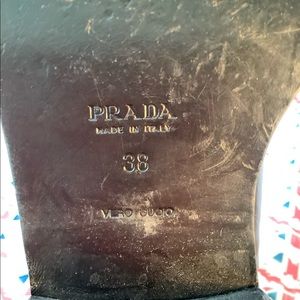 PRADA
MADE IN ITALY
38
VERO CUOIO